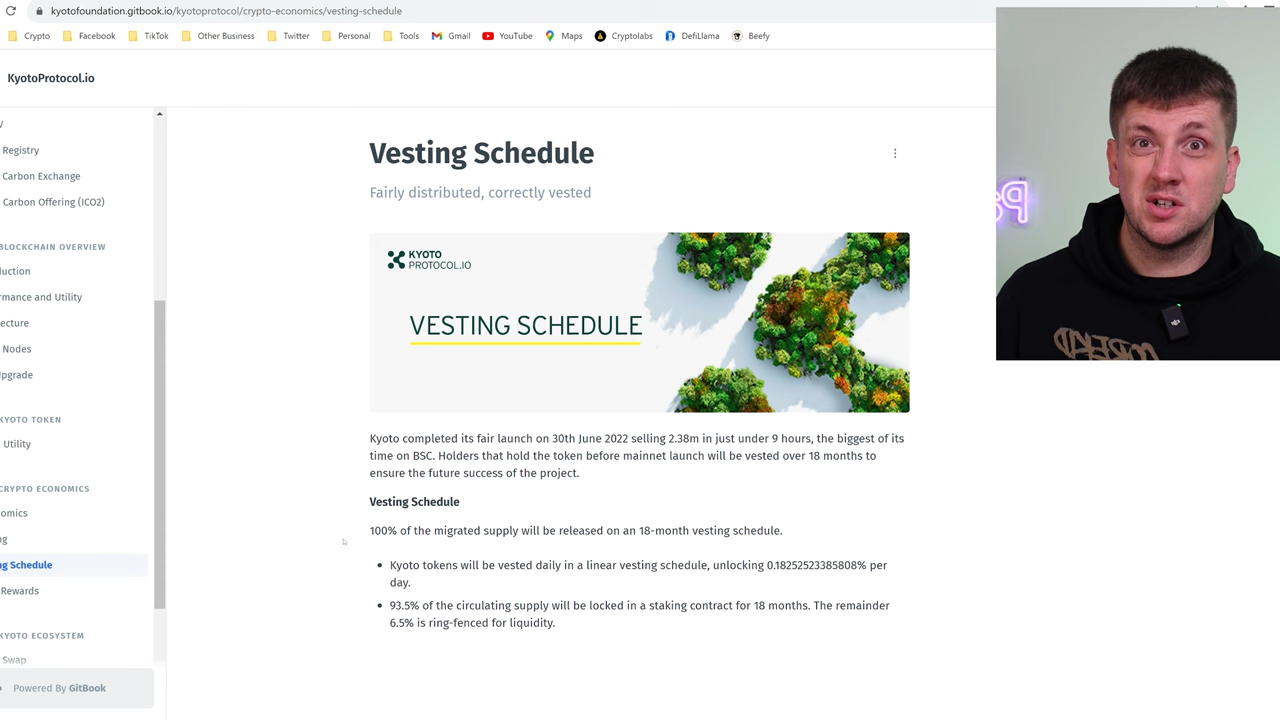 kyotofoundation.gitbook.io/kyotoprotocol/crypto-economics/vesting-schedule
Crypto
Facebook
TikTok
Other Business
Twitter
Personal
Tools
Gmail
YouTube
Maps
Cryptolabs
DefiLlama
Beefy
KyotoProtocol.io
Registry
Carbon Exchange
Carbon Offering (ICO2)
BLOCKCHAIN OVERVIEW
duction
rmance and Utility
ecture
Nodes
pgrade
KYOTO TOKEN
Utility
CRYPTO ECONOMICS
omics
ng
ng Schedule
Rewards
KYOTO ECOSYSTEM
Swap
Powered By GitBook
Vesting Schedule
Fairly distributed, correctly vested
KYOTO
PROTOCOL.IO
VESTING SCHEDULE
Kyoto completed its fair launch on 30th June 2022 selling 2.38m in just under 9 hours, the biggest of its
time on BSC. Holders that hold the token before mainnet launch will be vested over 18 months to
ensure the future success of the project.
Vesting Schedule
100% of the migrated supply will be released on an 18-month vesting schedule.
Kyoto tokens will be vested daily in a linear vesting schedule, unlocking 0.18252523385808% per
day.
93.5% of the circulating supply will be locked in a staking contract for 18 months. The remainder
6.5% is ring-fenced for liquidity.